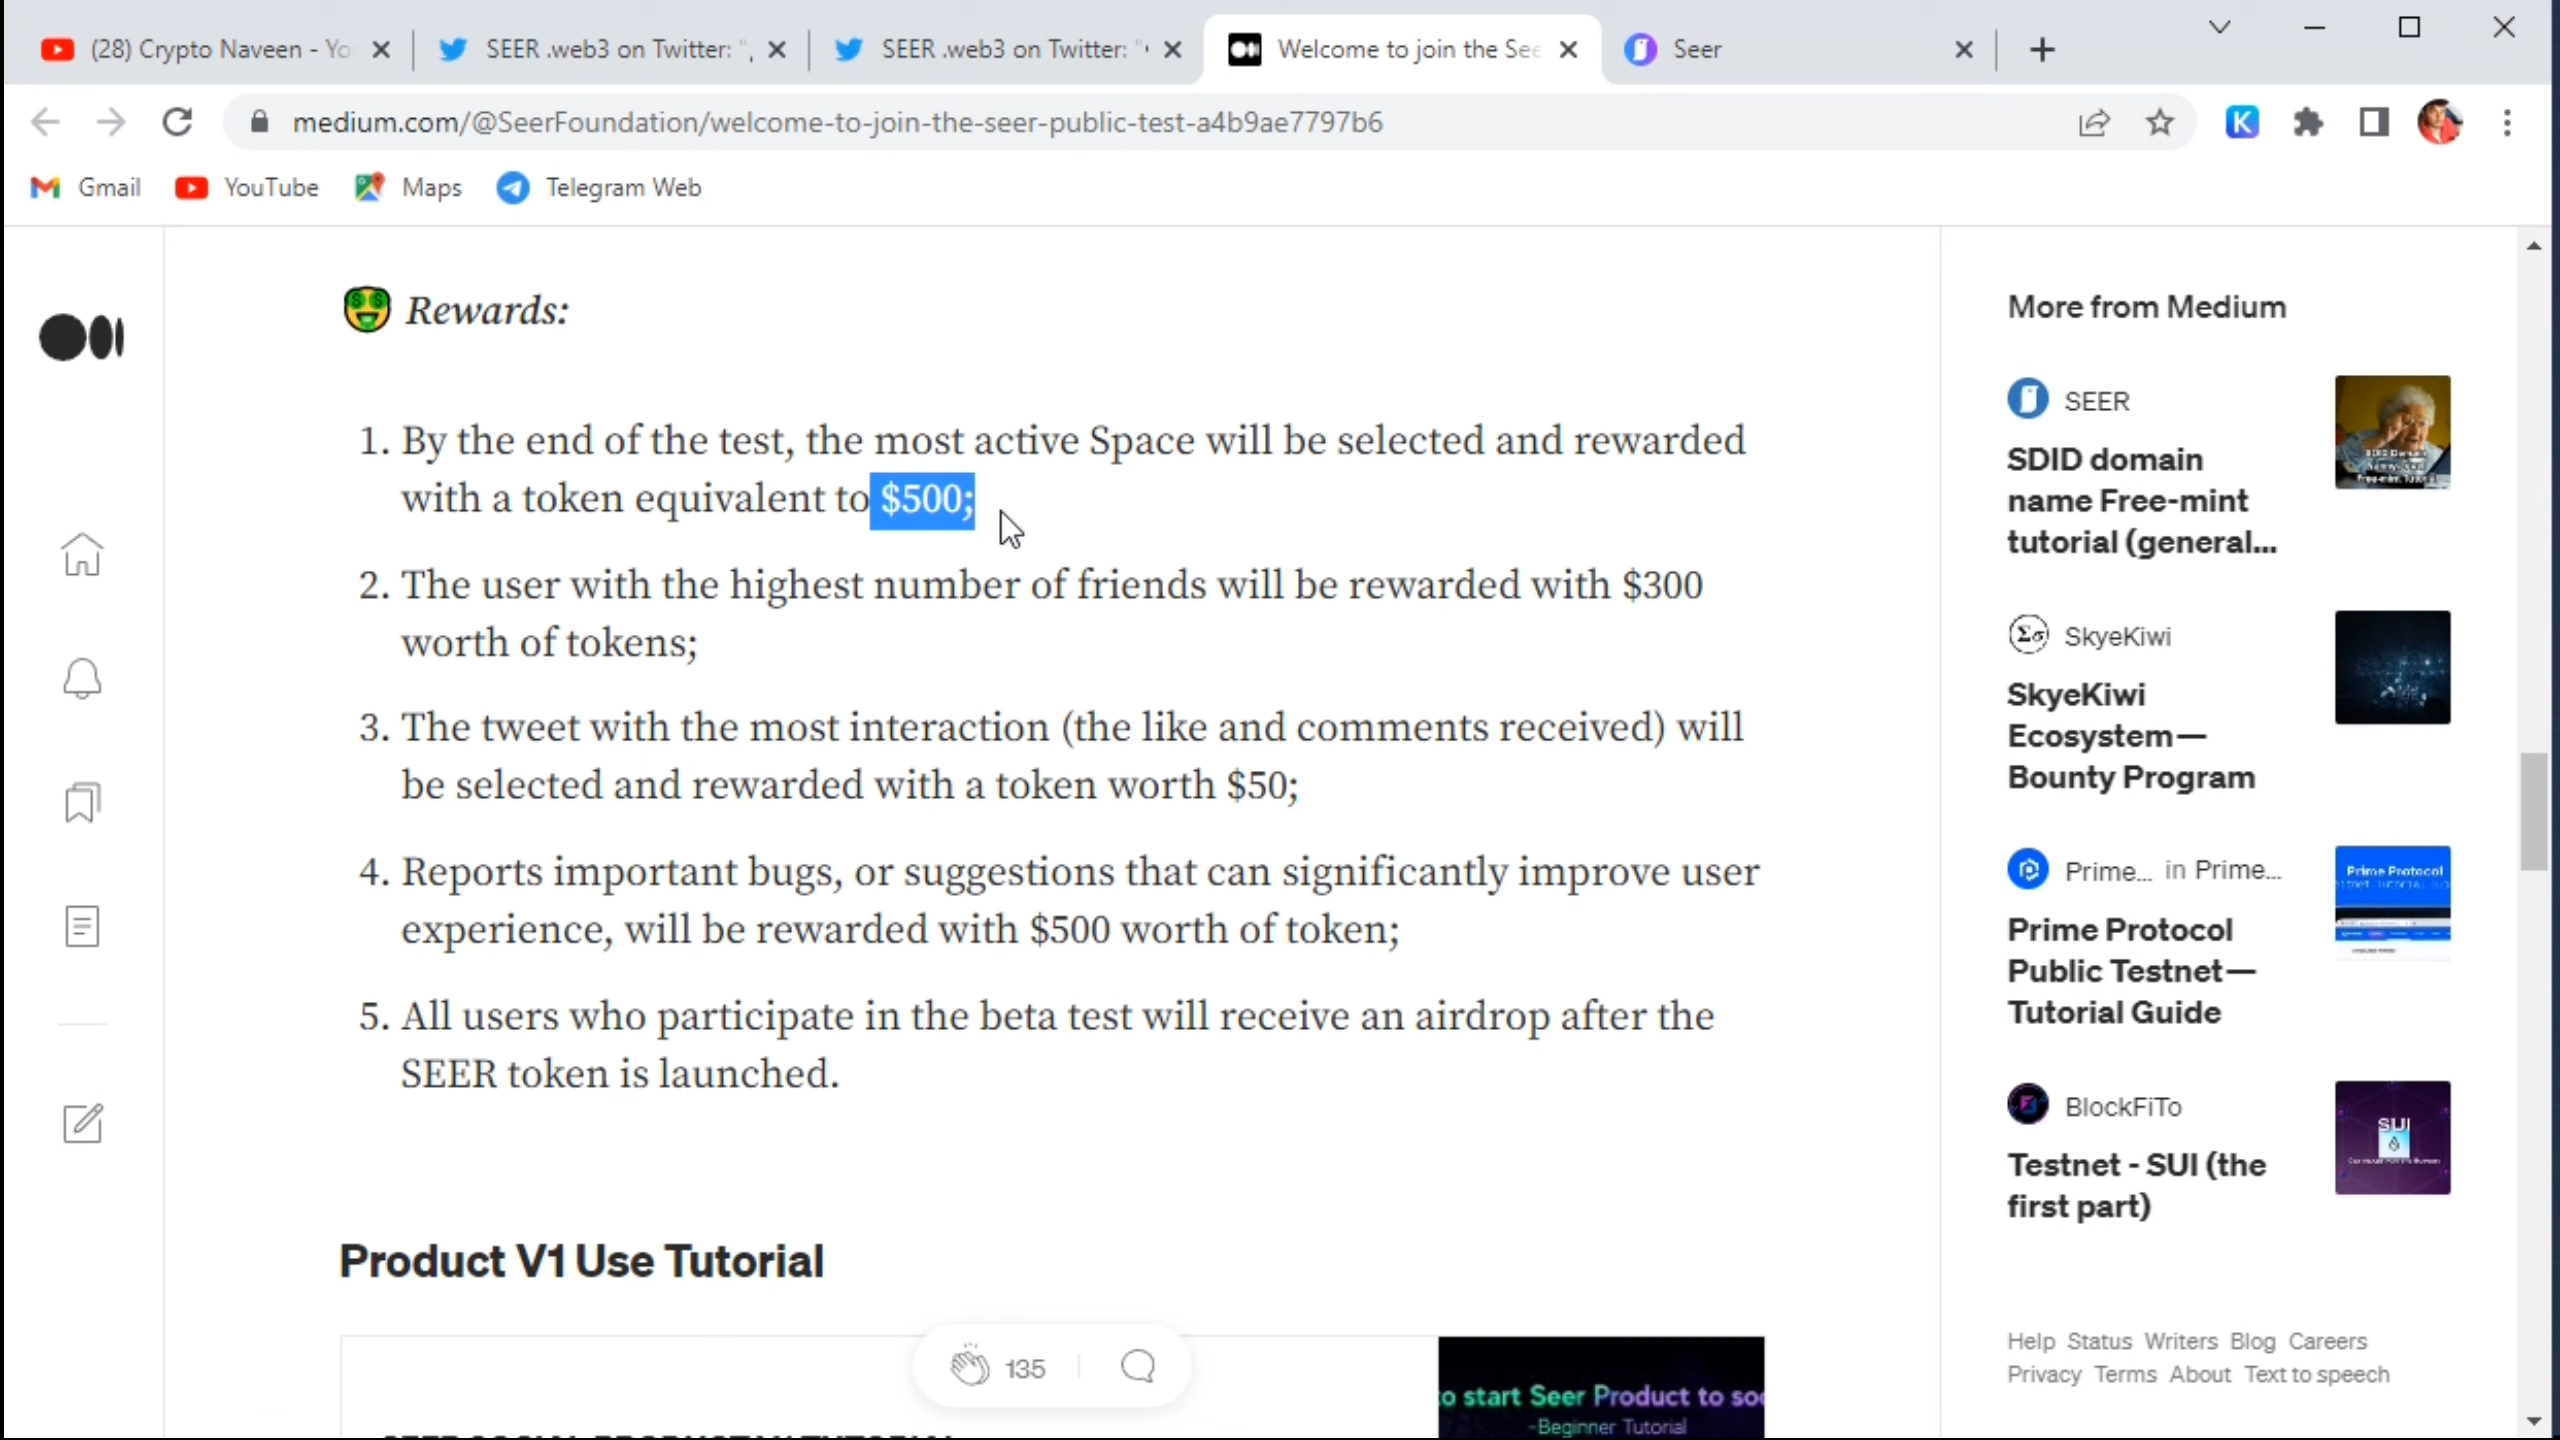 (28) Crypto Naveen - Yo
SEER .web3 on Twitter: ",
SEER .web3 on Twitter: "
Welcome to join the See
Seer
medium.com/@SeerFoundation/welcome-to-join-the-seer-public-test-a4b9ae7797b6
K
Gmail
YouTube
Maps
Telegram Web
Rewards:
1. By the end of the test, the most active Space will be selected and rewarded
with a token equivalent to $500;
2. The user with the highest number of friends will be rewarded with $300
worth of tokens;
3. The tweet with the most interaction (the like and comments received) will
be selected and rewarded with a token worth $50;
4. Reports important bugs, or suggestions that can significantly improve user
experience, will be rewarded with $500 worth of token;
5. All users who participate in the beta test will receive an airdrop after the
SEER token is launched.
Product V1 Use Tutorial
135
o start Seer Product to soc
-Beginner Tutorial
More from Medium
SEER
SDID domain
name Free-mint
tutorial (general...
SkyeKiwi
SkyeKiwi
Ecosystem—
Bounty Program
Prime... in Prime...
Prime Protocol
Public Testnet—
Tutorial Guide
Prime Protocol
BlockFiTo
Testnet - SUI (the
first part)
SUI
Help Status Writers Blog Careers
Privacy Terms About Text to speech